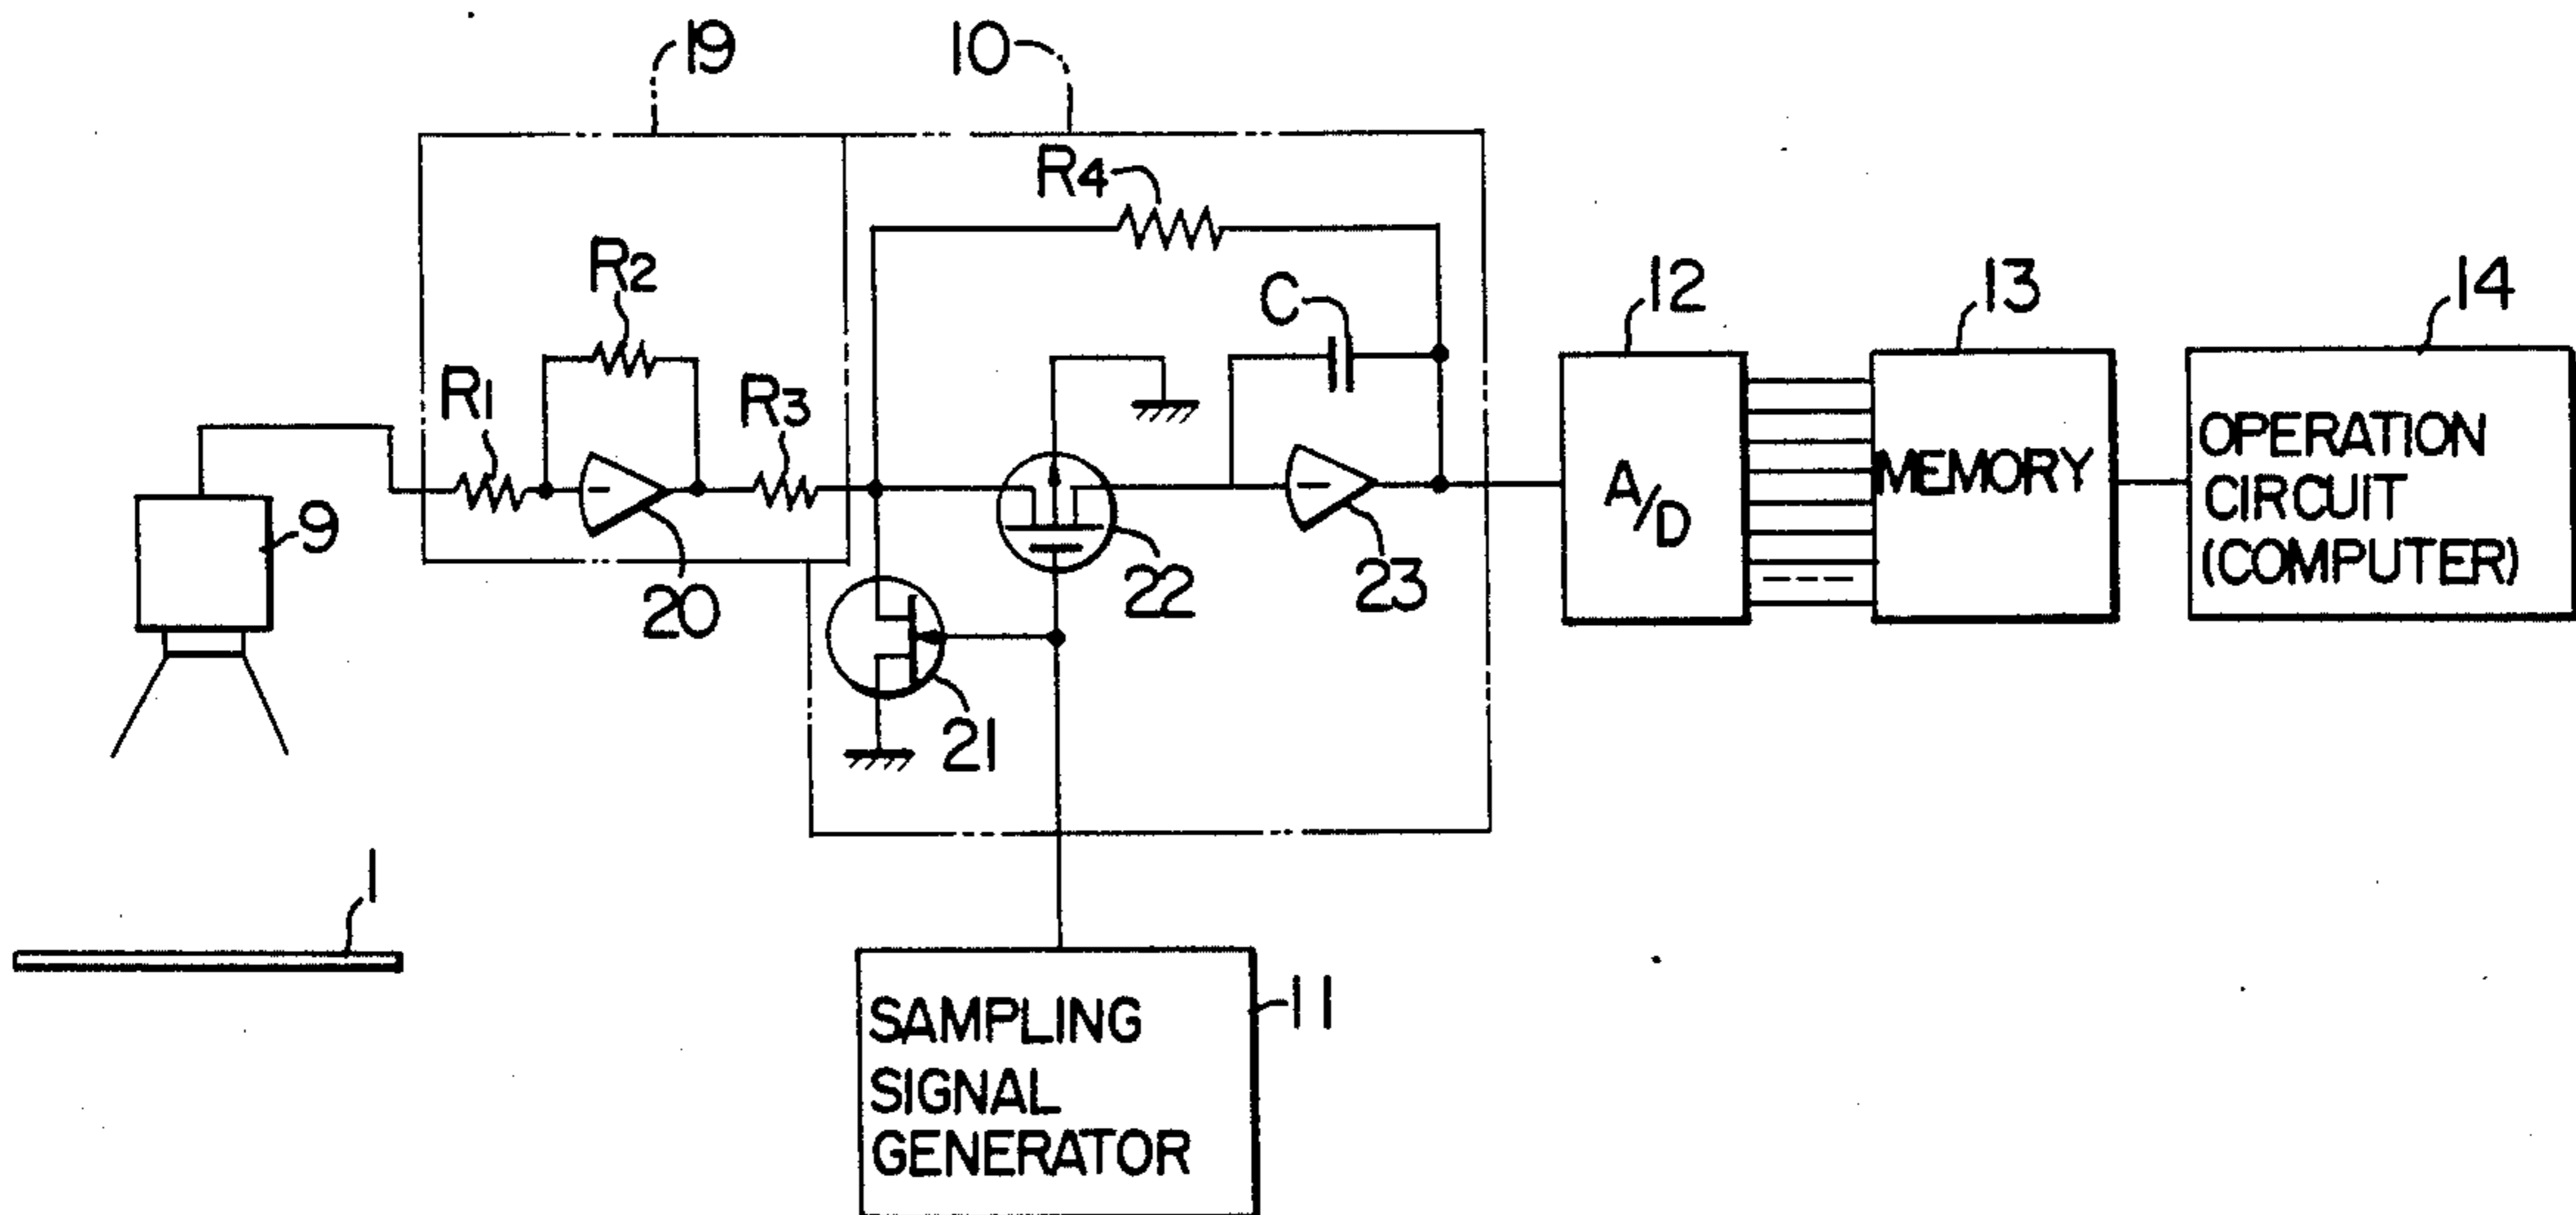 19
10
R4
R2
C
12
13
14
R1
R3
9
20
22
23
A/D
MEMORY
OPERATION
CIRCUIT
(COMPUTER)
21
1
11
SAMPLING
SIGNAL
GENERATOR